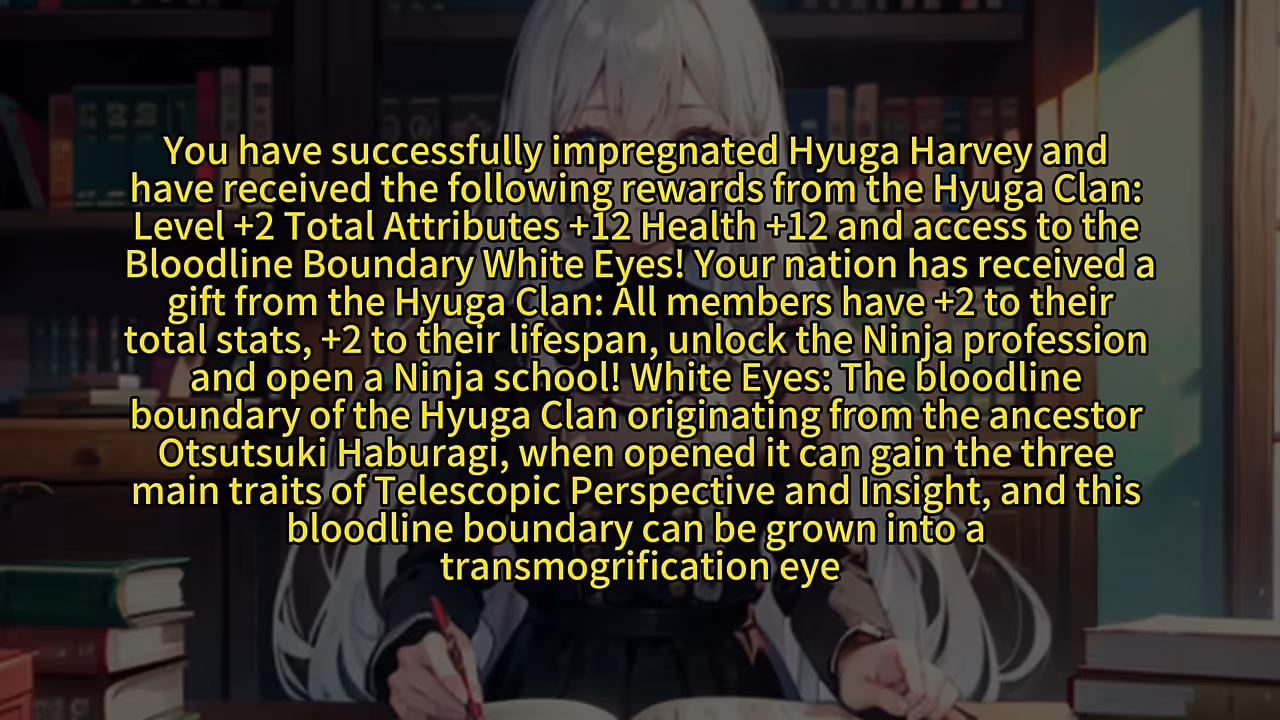 You have successfully impregnated Hyuga Harvey and
have received the following rewards from the Hyuga Clan:
Level +2 Total Attributes +12 Health +12 and access to the
Bloodline Boundary White Eyes! Your nation has received a
gift from the Hyuga Clan: All members have +2 to their
total stats, +2 to their lifespan, unlock the Ninja profession
and open a Ninja school! White Eyes: The bloodline
boundary of the Hyuga Clan originating from the ancestor
Otsutsuki Haburagi, when opened it can gain the three
main traits of Telescopic Perspective and Insight, and this
bloodline boundary can be grown into a
transmogrification eye